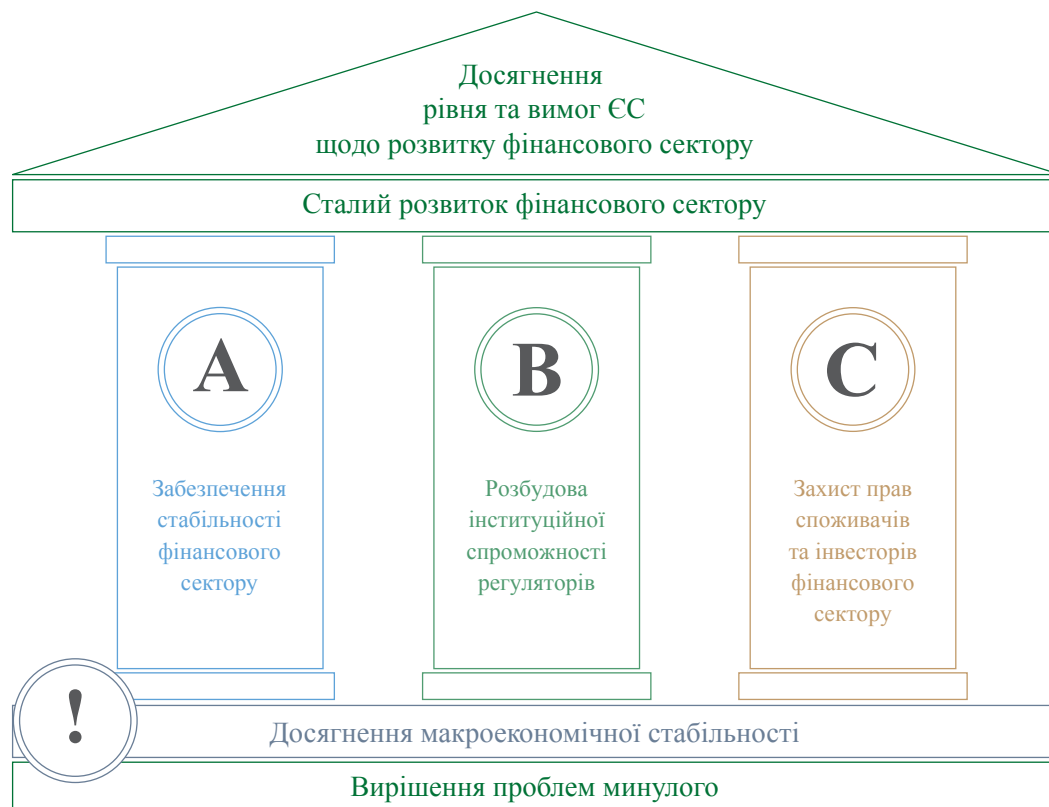 Досягнення
рівня та вимог ЄС
щодо розвитку фінансового сектору
Сталий розвиток фінансового сектору
A
Забезпечення
стабільності
фінансового
сектору
B
Розбудова
інституційної
спроможності
регуляторів
C
Захист прав
споживачів
та інвесторів
фінансового
сектору
!
Досягнення макроекономічної стабільності
Вирішення проблем минулого